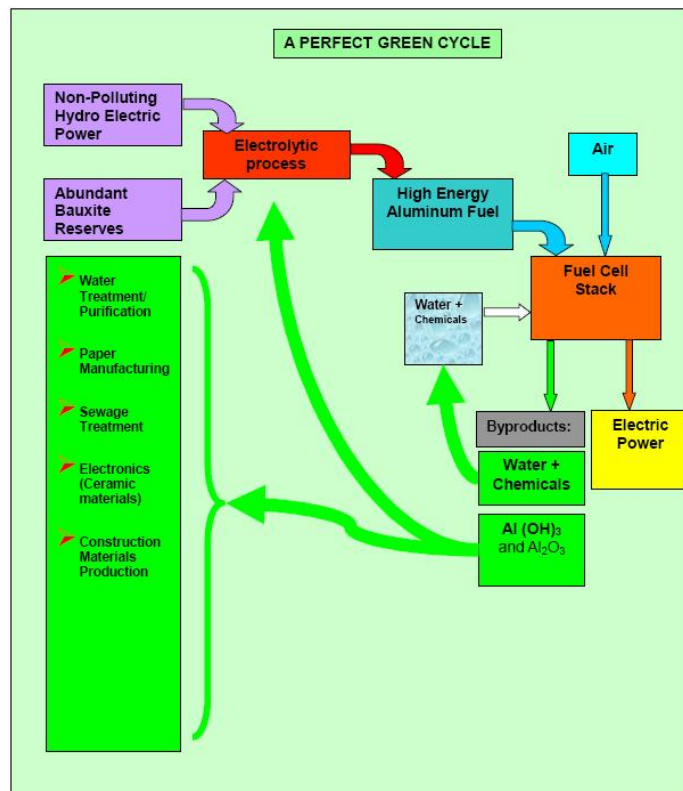 A PERFECT GREEN CYCLE
Non-Polluting
Hydro Electric
Power
Electrolytic
process
Air
Abundant
Bauxite
Reserves
High Energy
Aluminum Fuel
Fuel Cell
Stack
Water +
Chemicals
Water
Treatment/
Purification
Paper
Manufacturing
Sewage
Treatment
Electronics
(Ceramic
materials)
Construction
Materials
Production
Byproducts:
Electric
Power
Water +
Chemicals
Al (OH)₃
and Al₂O₃